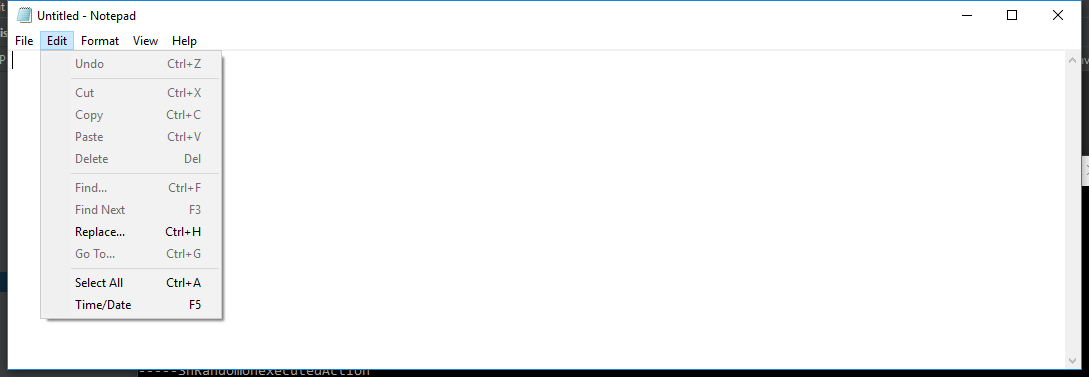 Untitled - Notepad
File Edit Format View Help
Undo Ctrl+Z
Cut Ctrl+X
Copy Ctrl+C
Paste Ctrl+V
Delete Del
Find... Ctrl+F
Find Next F3
Replace... Ctrl+H
Go To... Ctrl+G
Select All Ctrl+A
Time/Date F5